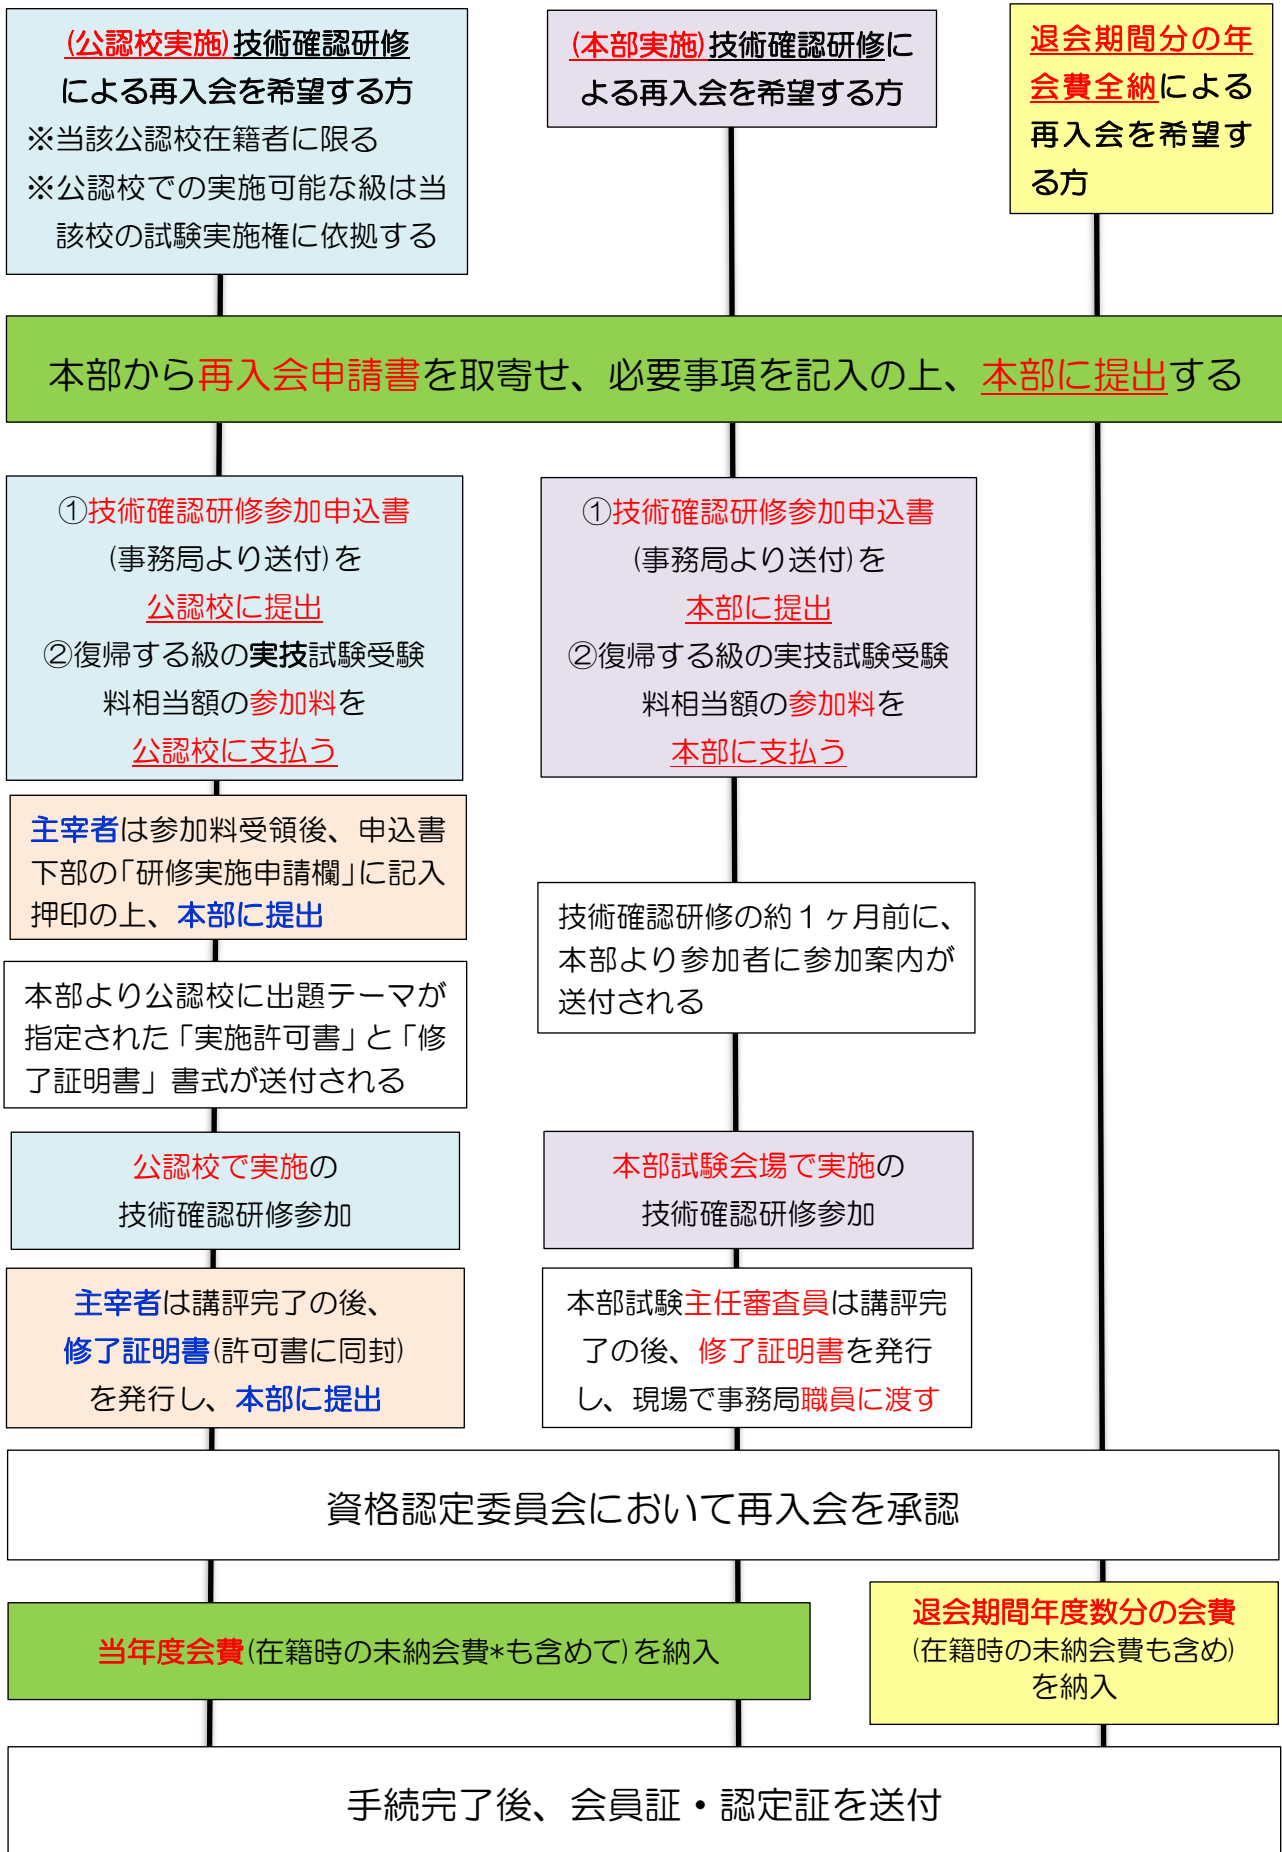 (公認校実施)技術確認研修
による再入会を希望する方
※当該公認校在籍者に限る
※公認校での実施可能な級は当
該校の試験実施権に依拠する
(本部実施)技術確認研修に
よる再入会を希望する方
退会期間分の年
会費全納による
再入会を希望す
る方
本部から再入会申請書を取寄せ、必要事項を記入の上、本部に提出する
①技術確認研修参加申込書
(事務局より送付)を
公認校に提出
②復帰する級の実技試験受験
料相当額の参加料を
公認校に支払う
①技術確認研修参加申込書
(事務局より送付)を
本部に提出
②復帰する級の実技試験受験
料相当額の参加料を
本部に支払う
主宰者は参加料受領後、申込書
下部の「研修実施申請欄」に記入
押印の上、本部に提出
技術確認研修の約1ヶ月前に、
本部より参加者に参加案内が
送付される
本部より公認校に出題テーマが
指定された「実施許可書」と「修
了証明書」書式が送付される
公認校で実施の
技術確認研修参加
本部試験会場で実施の
技術確認研修参加
主宰者は講評完了の後、
修了証明書(許可書に同封)
を発行し、本部に提出
本部試験主任審査員は講評完
了の後、修了証明書を発行
し、現場で事務局職員に渡す
資格認定委員会において再入会を承認
当年度会費(在籍時の未納会費*も含めて)を納入
退会期間年度数分の会費
(在籍時の未納会費も含め)
を納入
手続完了後、会員証・認定証を送付